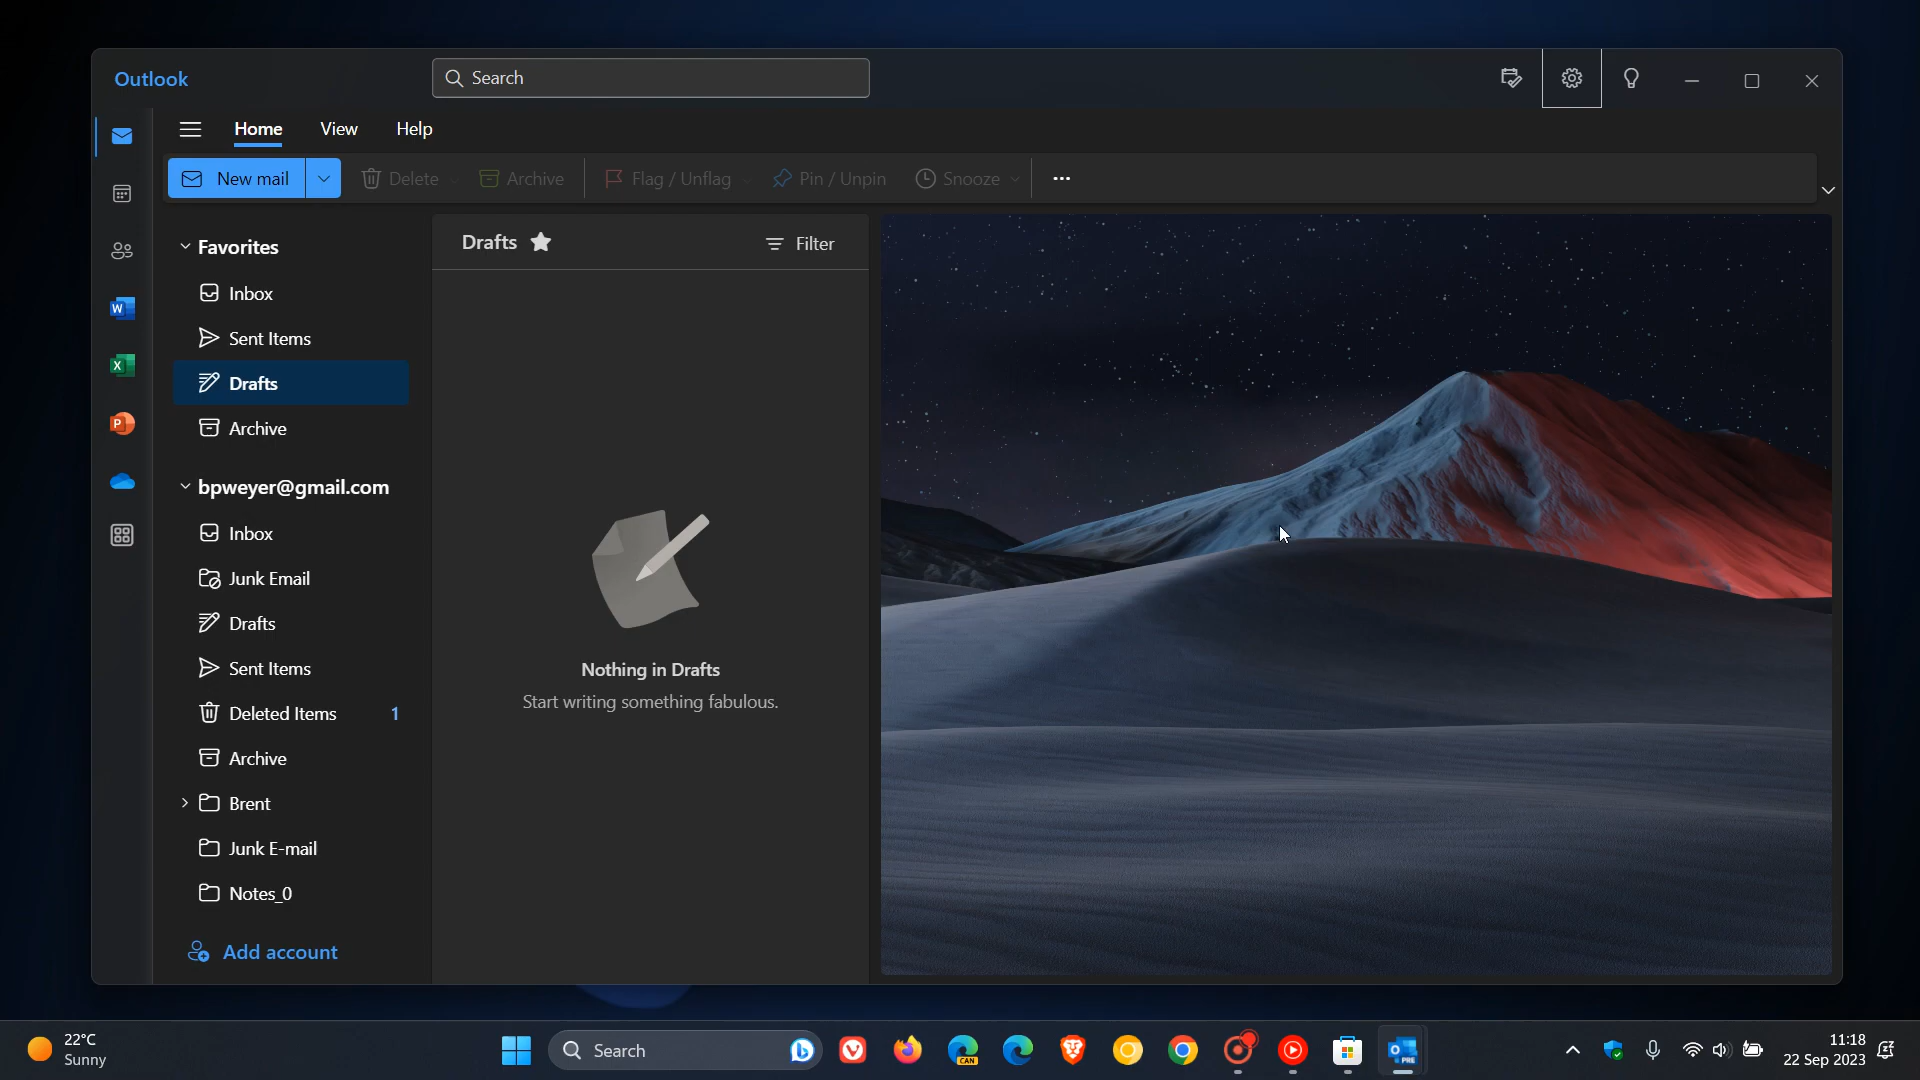 Outlook
Search
Home View Help
New mail Delete Archive Flag / Unflag Pin / Unpin Snooze
Favorites
Inbox
Sent Items
Drafts
Archive
bpweyer@gmail.com
Inbox
Junk Email
Drafts
Sent Items
Deleted Items 1
Archive
Brent
Junk E-mail
Notes_0
Add account
Drafts Filter
Nothing in Drafts
Start writing something fabulous.
W
X
P
22°C
Sunny
Search
CAN
O
PRE
11:18
22 Sep 2023